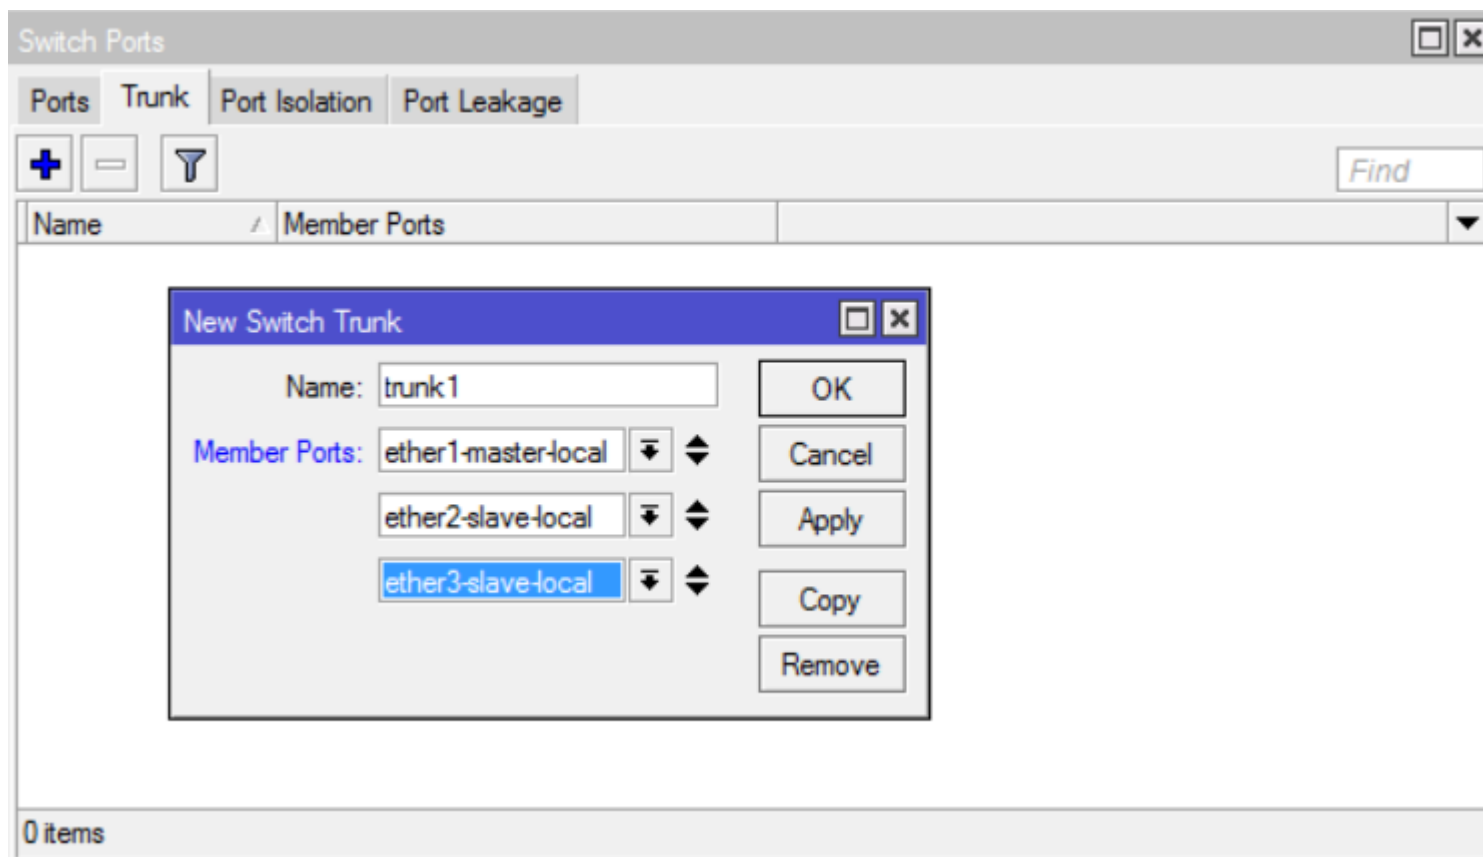 Switch Ports
Ports Trunk Port Isolation Port Leakage
Find
Name Member Ports
New Switch Trunk
Name: trunk1 OK
Member Ports: ether1-master-local Cancel
ether2-slave-local Apply
ether3-slave-local Copy
Remove
0 items